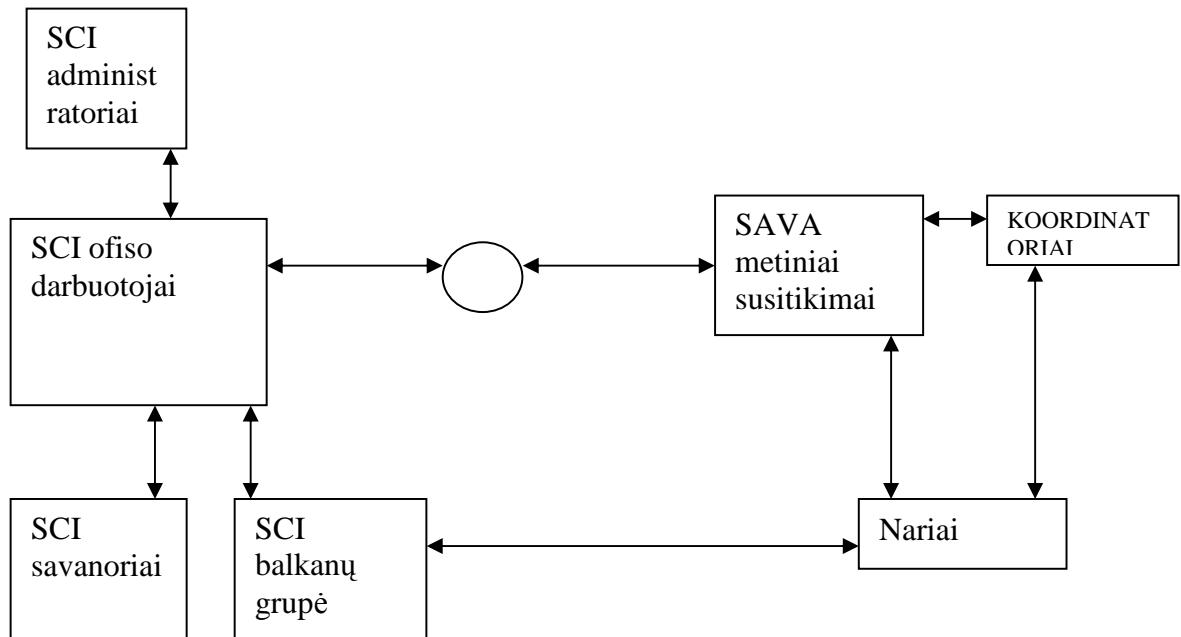 SCI
administ
ratoriai
SCI ofiso
darbuotojai
SAVA
metiniai
susitikimai
KOORDINAT
ORIAI
SCI
savanoriai
SCI
balkanų
grupė
Nariai